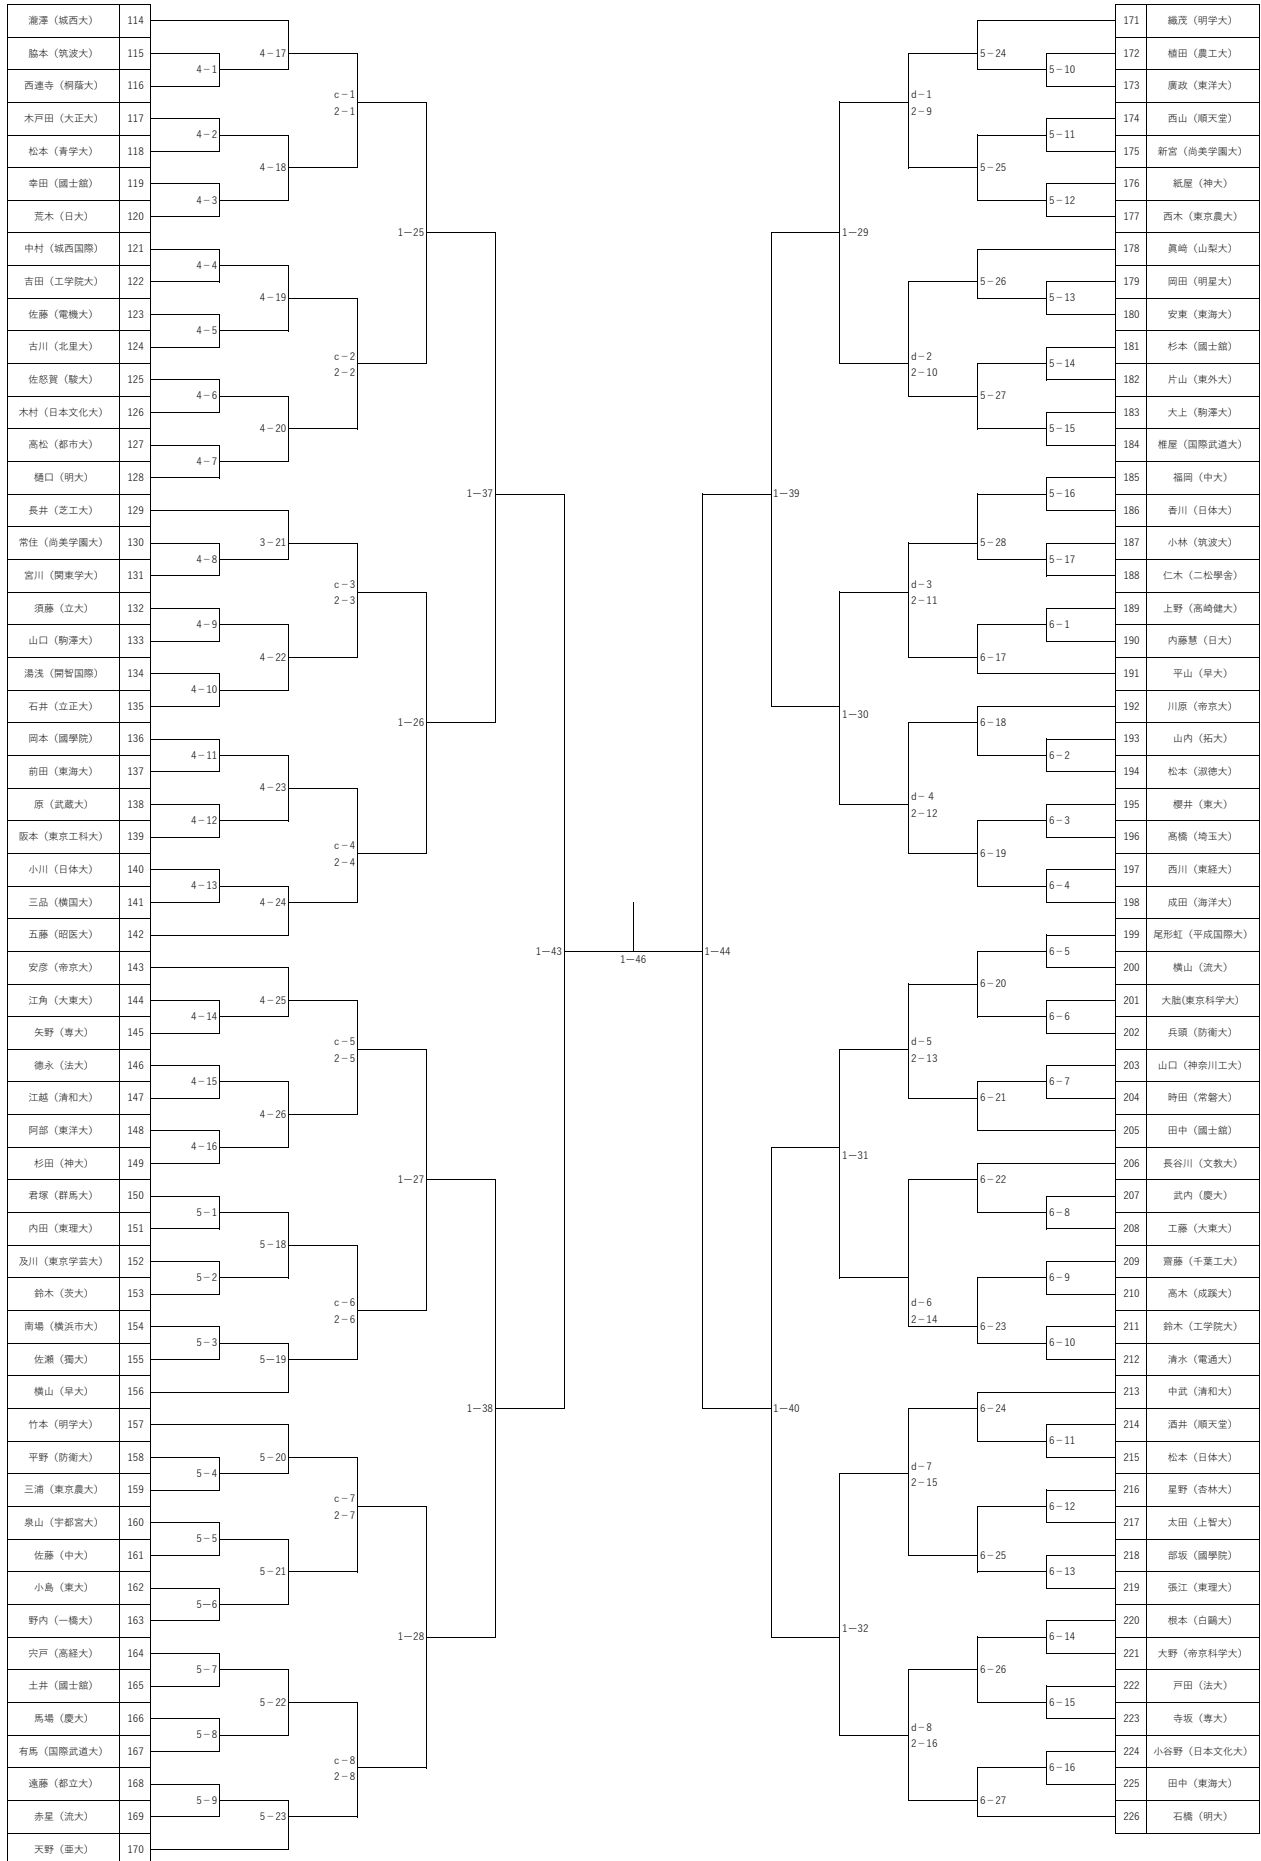 瀧澤（城西大） 114
脇本（筑波大） 115
西連寺（桐蔭大） 116
木戸田（大正大） 117
松本（青学大） 118
幸田（國士舘） 119
荒木（日大） 120
中村（城西国際） 121
吉田（工学院大） 122
佐藤（電機大） 123
古川（北里大） 124
佐怒賀（駿大） 125
木村（日本文化大） 126
高松（都市大） 127
樋口（明大） 128
長井（芝工大） 129
常住（尚美学園大） 130
宮川（関東学大） 131
須藤（立大） 132
山口（駒澤大） 133
湯浅（開智国際） 134
石井（立正大） 135
岡本（國學院） 136
前田（東海大） 137
原（武蔵大） 138
阪本（東京工科大） 139
小川（日体大） 140
三品（横国大） 141
五藤（昭医大） 142
安彦（帝京大） 143
江角（大東大） 144
矢野（専大） 145
德永（法大） 146
江越（清和大） 147
阿部（東洋大） 148
杉田（神大） 149
君塚（群馬大） 150
内田（東理大） 151
及川（東京学芸大） 152
鈴木（茨大） 153
南場（横浜市大） 154
佐瀬（獨大） 155
横山（早大） 156
竹本（明学大） 157
平野（防衛大） 158
三浦（東京農大） 159
泉山（宇都宮大） 160
佐藤（中大） 161
小島（東大） 162
野内（一橋大） 163
宍戸（高経大） 164
土井（國士舘） 165
馬場（慶大） 166
有馬（国際武道大） 167
遠藤（都立大） 168
赤星（流大） 169
天野（亜大） 170
4－1
4－2
4－3
4－4
4－5
4－6
4－7
4－8
4－9
4－10
4－11
4－12
4－13
4－14
4－15
4－16
5－1
5－2
5－3
5－4
5－5
5―6
5－7
5－8
5－9
4－17
4－18
4－19
4－20
3－21
4－22
4－23
4－24
4－25
4－26
5－18
5―19
5－20
5－21
5－22
5－23
c－1
2－1
c－2
2－2
c－3
2－3
c－4
2－4
c－5
2－5
c－6
2－6
c－7
2－7
c－8
2－8
1―25
1―26
1―27
1―28
1―37
1―38
1―43
1―46
1―44
1―39
1―40
1―29
1―30
1―31
1―32
d－1
2－9
d－2
2－10
d－3
2－11
d－ 4
2－12
d－5
2－13
d－6
2－14
d－7
2－15
d－8
2－16
5－24
5－25
5－26
5－27
5－28
6－17
6－18
6－19
6－20
6－21
6－22
6－23
6－24
6－25
6－26
6－27
5－10
5－11
5－12
5－13
5－14
5－15
5－16
5－17
6－1
6－2
6－3
6－4
6－5
6－6
6－7
6－8
6－9
6－10
6－11
6－12
6－13
6－14
6－15
6－16
171 織茂（明学大）
172 植田（農工大）
173 廣政（東洋大）
174 西山（順天堂）
175 新宮（尚美学園大）
176 紙屋（神大）
177 西木（東京農大）
178 眞﨑（山梨大）
179 岡田（明星大）
180 安東（東海大）
181 杉本（國士舘）
182 片山（東外大）
183 大上（駒澤大）
184 椎屋（国際武道大）
185 福岡（中大）
186 香川（日体大）
187 小林（筑波大）
188 仁木（二松學舎）
189 上野（高崎健大）
190 内藤慧（日大）
191 平山（早大）
192 川原（帝京大）
193 山内（拓大）
194 松本（淑徳大）
195 櫻井（東大）
196 髙橋（埼玉大）
197 西川（東経大）
198 成田（海洋大）
199 尾形虹（平成国際大）
200 横山（流大）
201 大朏(東京科学大）
202 兵頭（防衛大）
203 山口（神奈川工大）
204 時田（常磐大）
205 田中（國士舘）
206 長谷川（文教大）
207 武内（慶大）
208 工藤（大東大）
209 齋藤（千葉工大）
210 高木（成蹊大）
211 鈴木（工学院大）
212 清水（電通大）
213 中武（清和大）
214 酒井（順天堂）
215 松本（日体大）
216 星野（杏林大）
217 太田（上智大）
218 部坂（國學院）
219 張江（東理大）
220 根本（白鷗大）
221 大野（帝京科学大）
222 戸田（法大）
223 寺坂（専大）
224 小谷野（日本文化大）
225 田中（東海大）
226 石橋（明大）